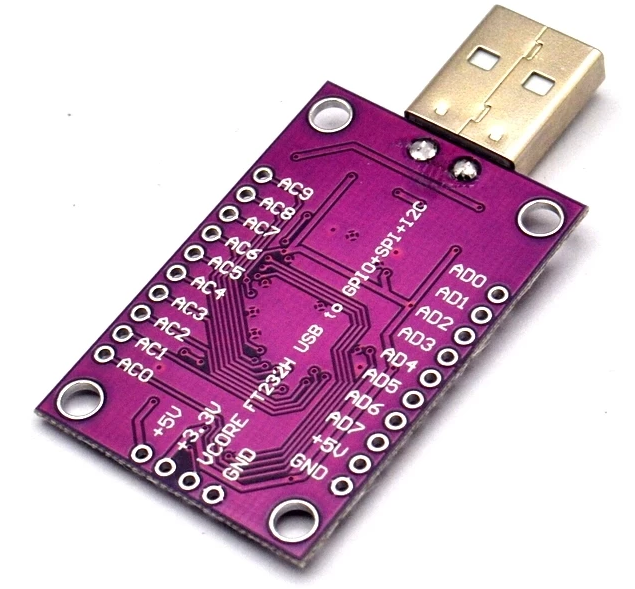 AC9
AC8
AC7
AC6
AC5
AC4
AC3
AC2
AC1
AC0
FT232H USB to GPIO+SPI+I2C
AD0
AD1
AD2
AD3
AD4
AD5
AD6
AD7
+5V
GND
+5V
+3.3V
VCORE
GND